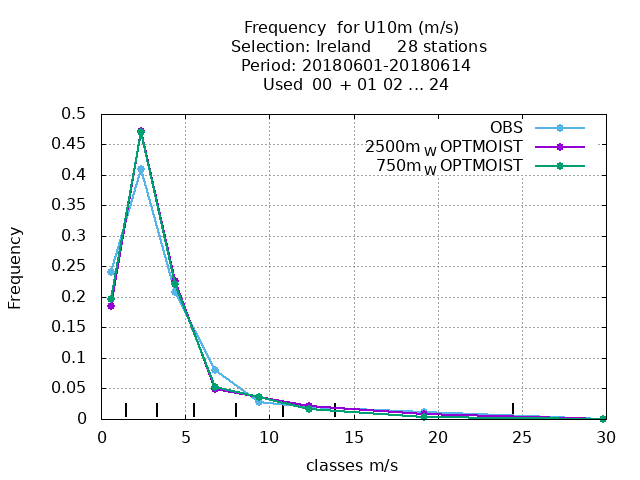 Frequency for U10m (m/s)
Selection: Ireland 28 stations
Period: 20180601-20180614
Used 00 + 01 02 ... 24
0.5
0.45
0.4
0.35
0.3
0.25
0.2
0.15
0.1
0.05
0
Frequency
OBS
2500m_W OPTMOIST
750m_W OPTMOIST
0 5 10 15 20 25 30
classes m/s